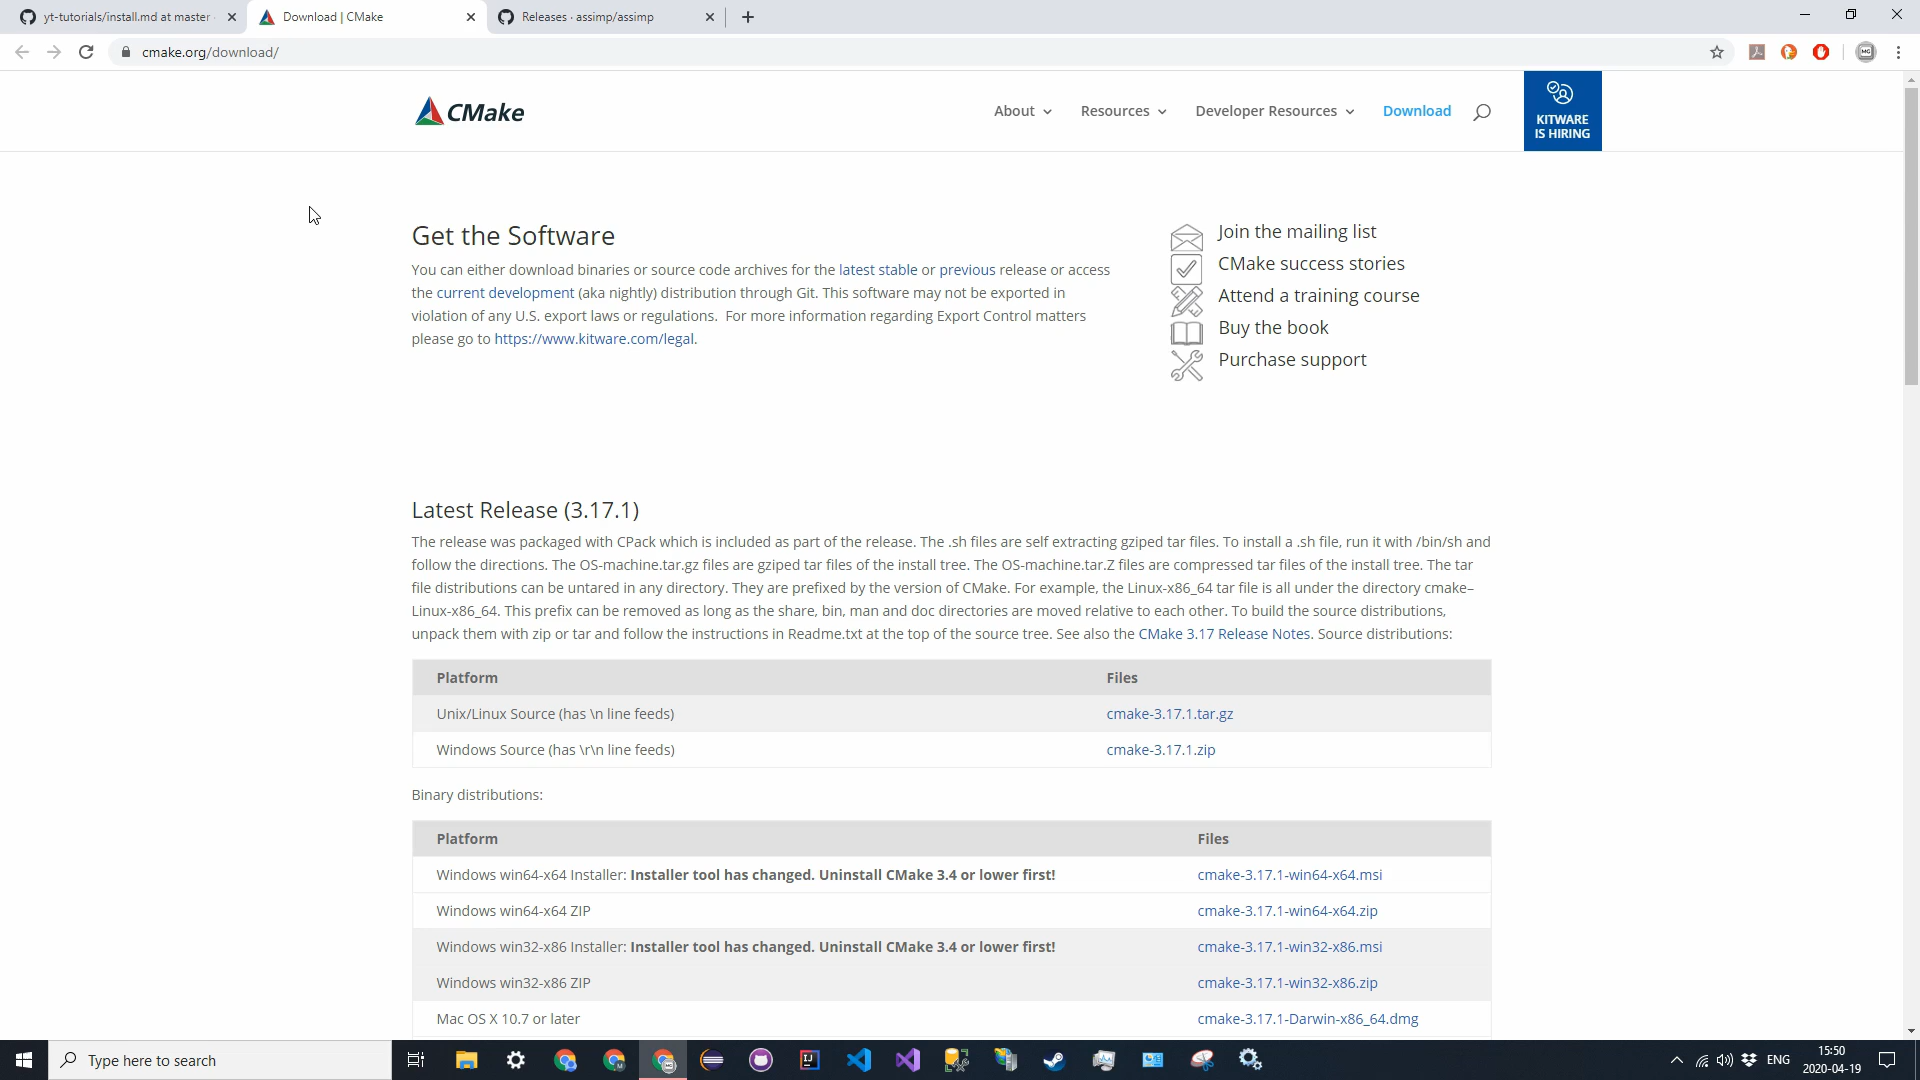 yt-tutorials/install.md at master
Download | CMake
Releases · assimp/assimp
cmake.org/download/
CMake
About
Resources
Developer Resources
Download
KITWARE
IS HIRING
Get the Software
You can either download binaries or source code archives for the latest stable or previous release or access
the current development (aka nightly) distribution through Git. This software may not be exported in
violation of any U.S. export laws or regulations.  For more information regarding Export Control matters
please go to https://www.kitware.com/legal.
Join the mailing list
CMake success stories
Attend a training course
Buy the book
Purchase support
Latest Release (3.17.1)
The release was packaged with CPack which is included as part of the release. The .sh files are self extracting gziped tar files. To install a .sh file, run it with /bin/sh and
follow the directions. The OS-machine.tar.gz files are gziped tar files of the install tree. The OS-machine.tar.Z files are compressed tar files of the install tree. The tar
file distributions can be untared in any directory. They are prefixed by the version of CMake. For example, the Linux-x86_64 tar file is all under the directory cmake–
Linux-x86_64. This prefix can be removed as long as the share, bin, man and doc directories are moved relative to each other. To build the source distributions,
unpack them with zip or tar and follow the instructions in Readme.txt at the top of the source tree. See also the CMake 3.17 Release Notes. Source distributions:
Platform Files
Unix/Linux Source (has \n line feeds) cmake-3.17.1.tar.gz
Windows Source (has \r\n line feeds) cmake-3.17.1.zip
Binary distributions:
Platform Files
Windows win64-x64 Installer: Installer tool has changed. Uninstall CMake 3.4 or lower first! cmake-3.17.1-win64-x64.msi
Windows win64-x64 ZIP cmake-3.17.1-win64-x64.zip
Windows win32-x86 Installer: Installer tool has changed. Uninstall CMake 3.4 or lower first! cmake-3.17.1-win32-x86.msi
Windows win32-x86 ZIP cmake-3.17.1-win32-x86.zip
Mac OS X 10.7 or later cmake-3.17.1-Darwin-x86_64.dmg
Type here to search
ENG
15:50
2020-04-19